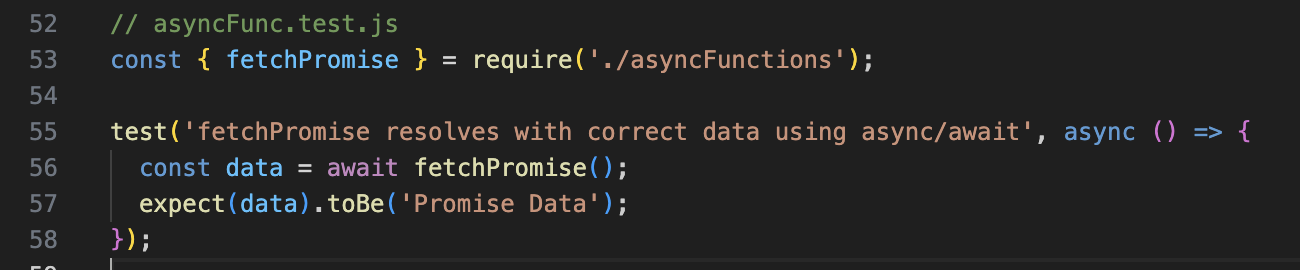 52 // asyncFunc.test.js
53 const { fetchPromise } = require('./asyncFunctions');
54
55 test('fetchPromise resolves with correct data using async/await', async () => {
56 const data = await fetchPromise();
57 expect(data).toBe('Promise Data');
58 });